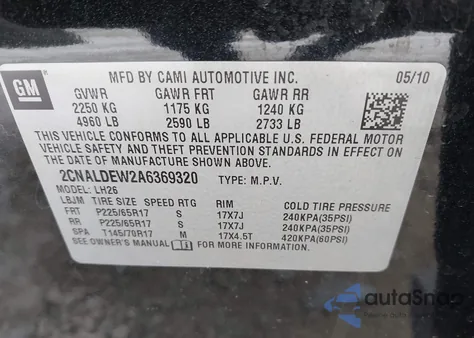 GM
MFD BY CAMI AUTOMOTIVE INC. 05/10
GVWR GAWR FRT GAWR RR
2250 KG 1175 KG 1240 KG
4960 LB 2590 LB 2733 LB
THIS VEHICLE CONFORMS TO ALL APPLICABLE U.S. FEDERAL MOTOR
VEHICLE SAFETY AND THEFT PREVENTION STANDARDS IN EFFECT
ON THE DATE OF MANUFACTURE SHOWN ABOVE.
2CNALDEW2A6369320 TYPE: M.P.V.
MODEL: LH26
LBJM TIRE SIZE SPEED RTG RIM COLD TIRE PRESSURE
FRT P225/65R17 S 17X7J 240KPA(35PSI)
RR P225/65R17 S 17X7J 240KPA(35PSI)
SPA T145/70R17 M 17X4.5T 420KPA(60PSI)
SEE OWNER'S MANUAL FOR MORE INFORMATION.
autoSnap